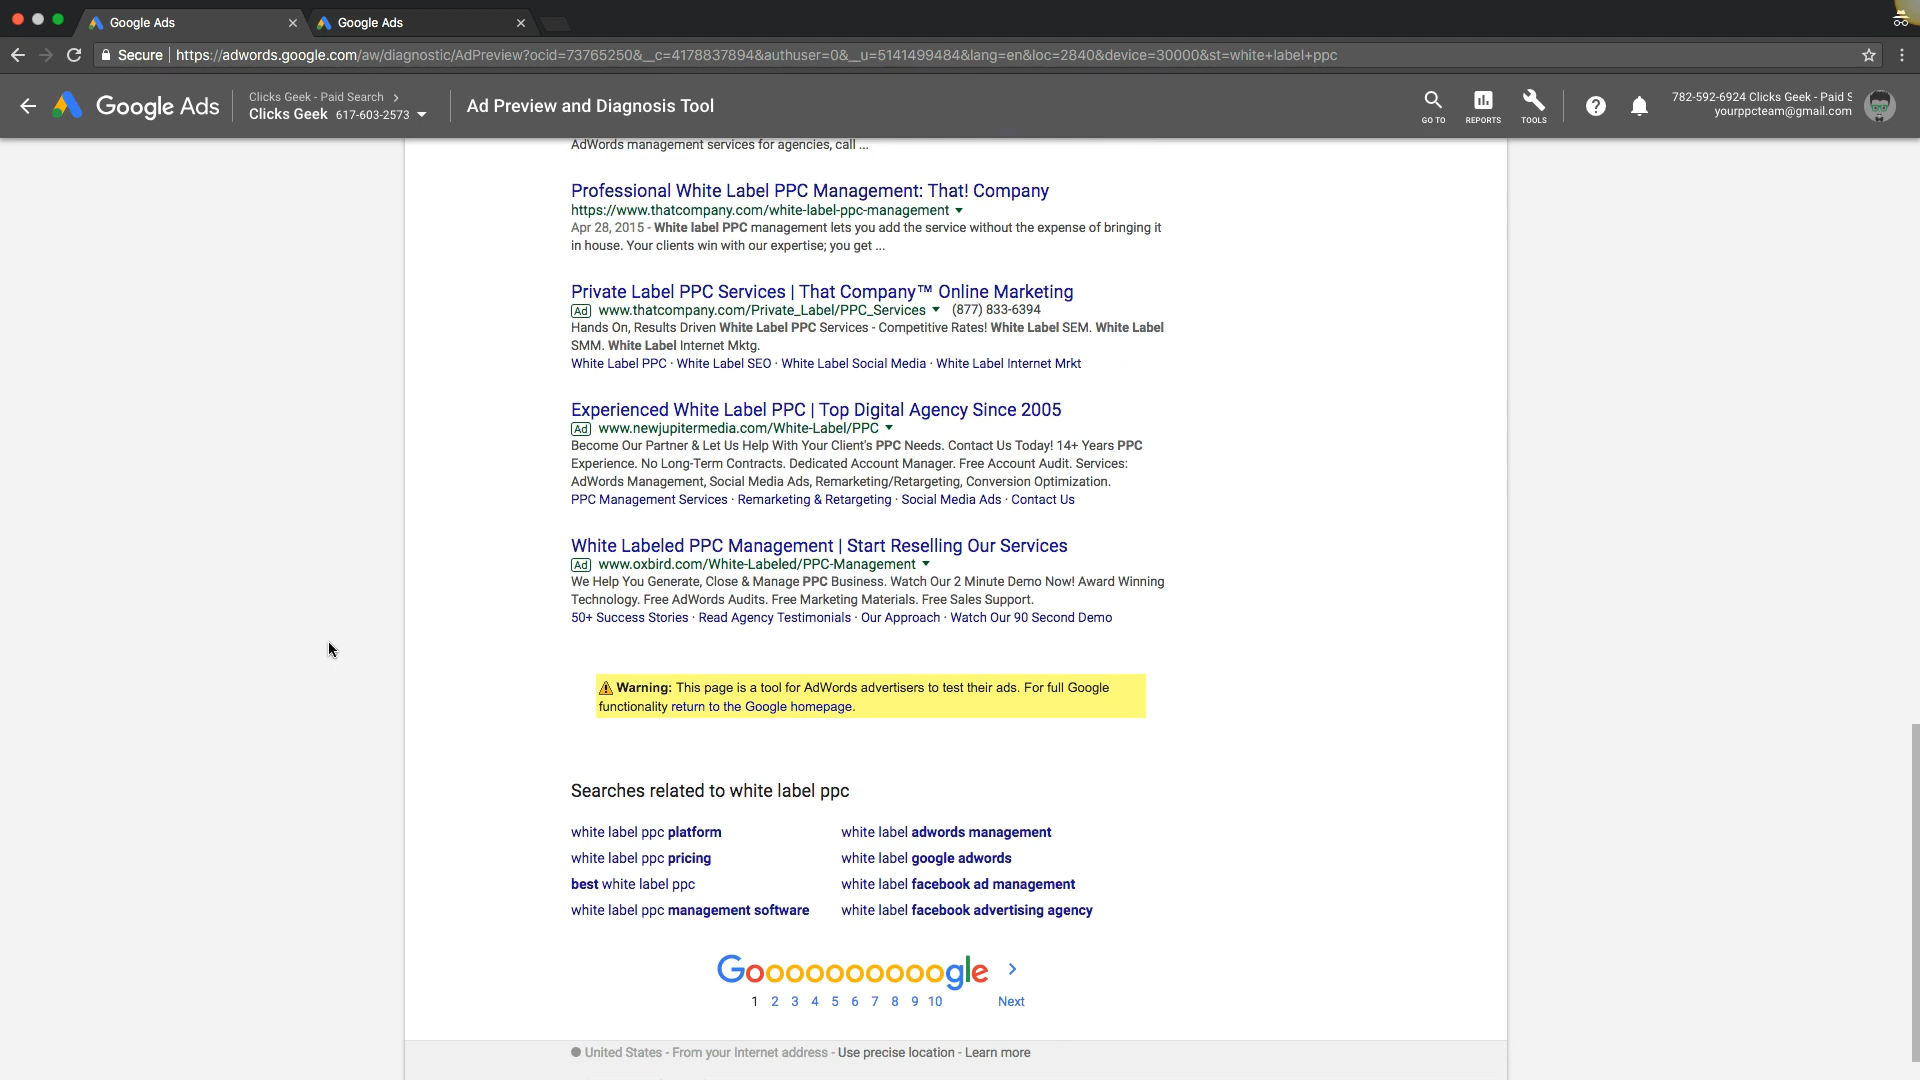 Google Ads
Google Ads
Secure
https://adwords.google.com/aw/diagnostic/AdPreview?ocid=73765250&__c=4178837894&authuser=0&__u=5141499484&lang=en&loc=2840&device=30000&st=white+label+ppc
Google Ads
Clicks Geek - Paid Search
Clicks Geek 617-603-2573
Ad Preview and Diagnosis Tool
GO TO
REPORTS
TOOLS
782-592-6924 Clicks Geek - Paid S
yourppcteam@gmail.com
AdWords management services for agencies, call ...
Professional White Label PPC Management: That! Company
https://www.thatcompany.com/white-label-ppc-management
Apr 28, 2015 - White label PPC management lets you add the service without the expense of bringing it
in house. Your clients win with our expertise; you get ...
Private Label PPC Services | That Company™ Online Marketing
Ad www.thatcompany.com/Private_Label/PPC_Services (877) 833-6394
Hands On, Results Driven White Label PPC Services - Competitive Rates! White Label SEM. White Label
SMM. White Label Internet Mktg.
White Label PPC · White Label SEO · White Label Social Media · White Label Internet Mrkt
Experienced White Label PPC | Top Digital Agency Since 2005
Ad www.newjupitermedia.com/White-Label/PPC
Become Our Partner & Let Us Help With Your Client's PPC Needs. Contact Us Today! 14+ Years PPC
Experience. No Long-Term Contracts. Dedicated Account Manager. Free Account Audit. Services:
AdWords Management, Social Media Ads, Remarketing/Retargeting, Conversion Optimization.
PPC Management Services · Remarketing & Retargeting · Social Media Ads · Contact Us
White Labeled PPC Management | Start Reselling Our Services
Ad www.oxbird.com/White-Labeled/PPC-Management
We Help You Generate, Close & Manage PPC Business. Watch Our 2 Minute Demo Now! Award Winning
Technology. Free AdWords Audits. Free Marketing Materials. Free Sales Support.
50+ Success Stories · Read Agency Testimonials · Our Approach · Watch Our 90 Second Demo
Warning: This page is a tool for AdWords advertisers to test their ads. For full Google
functionality return to the Google homepage.
Searches related to white label ppc
white label ppc platform
white label adwords management
white label ppc pricing
white label google adwords
best white label ppc
white label facebook ad management
white label ppc management software
white label facebook advertising agency
Goooooooooogle
1 2 3 4 5 6 7 8 9 10 Next
United States - From your Internet address - Use precise location - Learn more